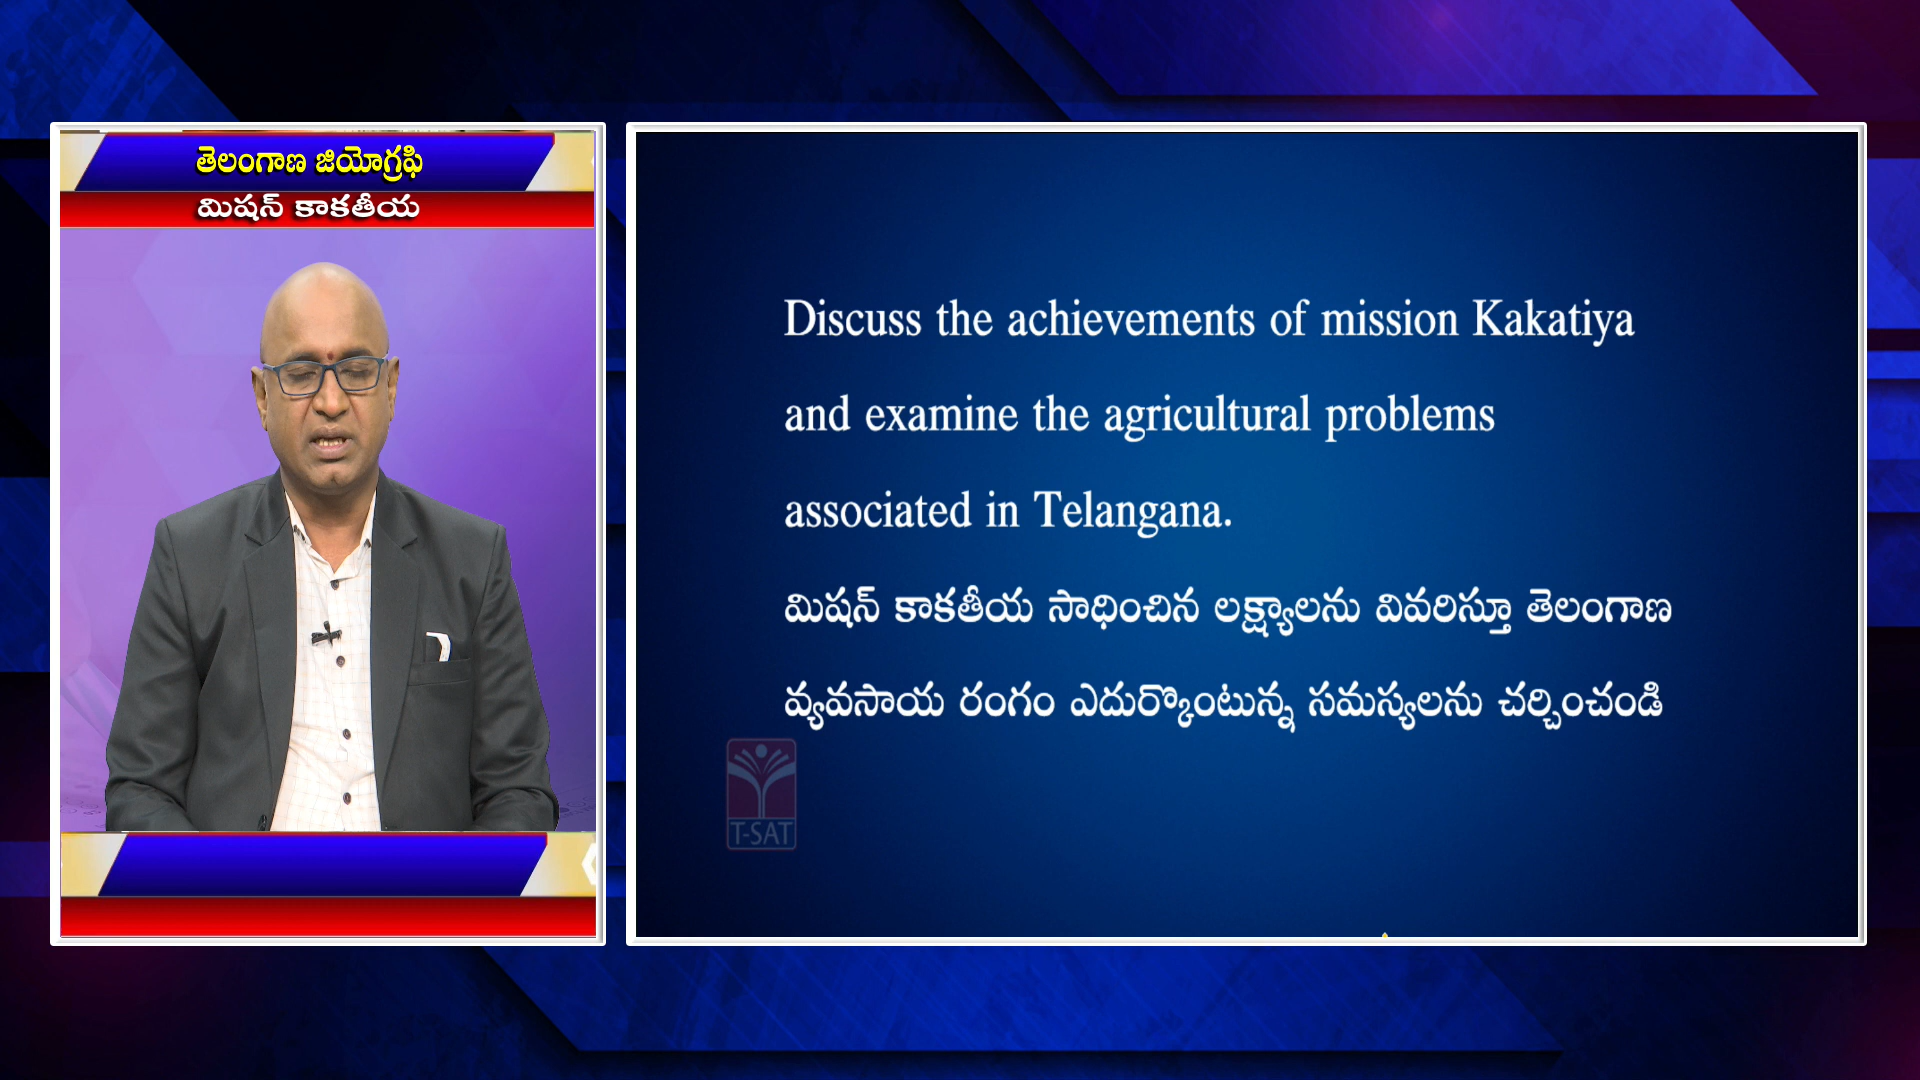 తెలంగాణ జియోగ్రఫి
మిషన్ కాకతీయ
Discuss the achievements of mission Kakatiya
and examine the agricultural problems
associated in Telangana.
మిషన్ కాకతీయ సాధించిన లక్ష్యాలను వివరిస్తూ తెలంగాణ
వ్యవసాయ రంగం ఎదుర్కొంటున్న సమస్యలను చర్చించండి
T-SAT